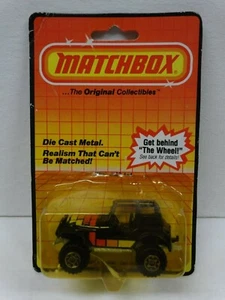 MATCHBOX
...The Original Collectibles™
Die Cast Metal.
Realism That Can't
Be Matched!
Get behind
"The Wheel!"
See back for details!